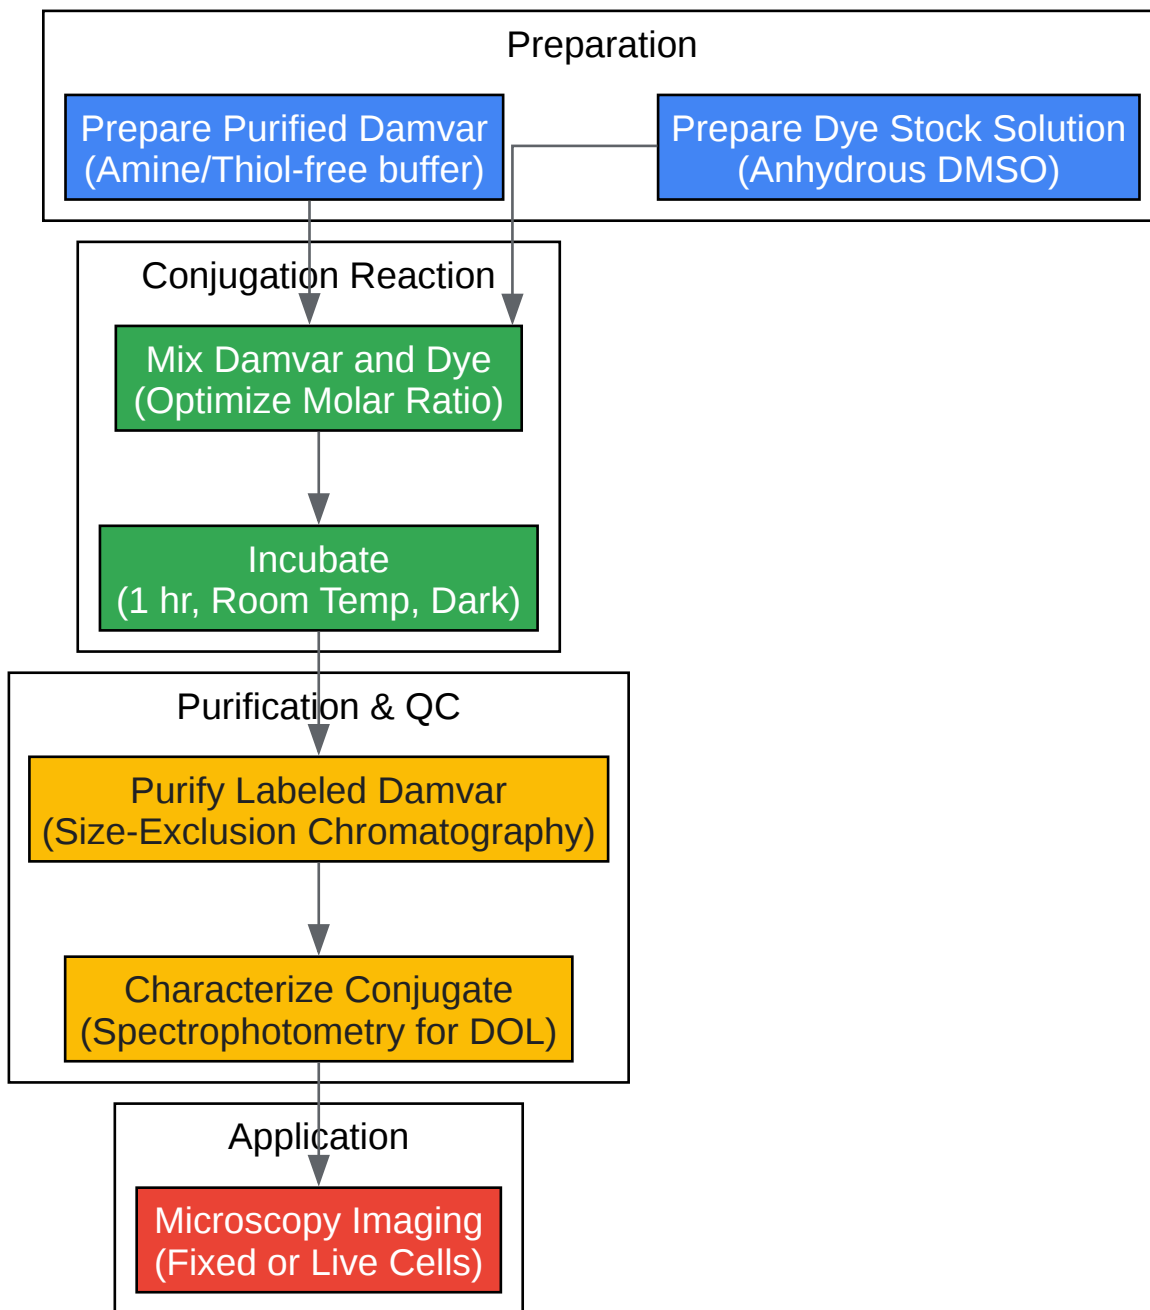 Preparation
Prepare Purified Damvar
(Amine/Thiol-free buffer)
Prepare Dye Stock Solution
(Anhydrous DMSO)
Conjugation Reaction
Mix Damvar and Dye
(Optimize Molar Ratio)
Incubate
(1 hr, Room Temp, Dark)
Purification & QC
Purify Labeled Damvar
(Size-Exclusion Chromatography)
Characterize Conjugate
(Spectrophotometry for DOL)
Application
Microscopy Imaging
(Fixed or Live Cells)